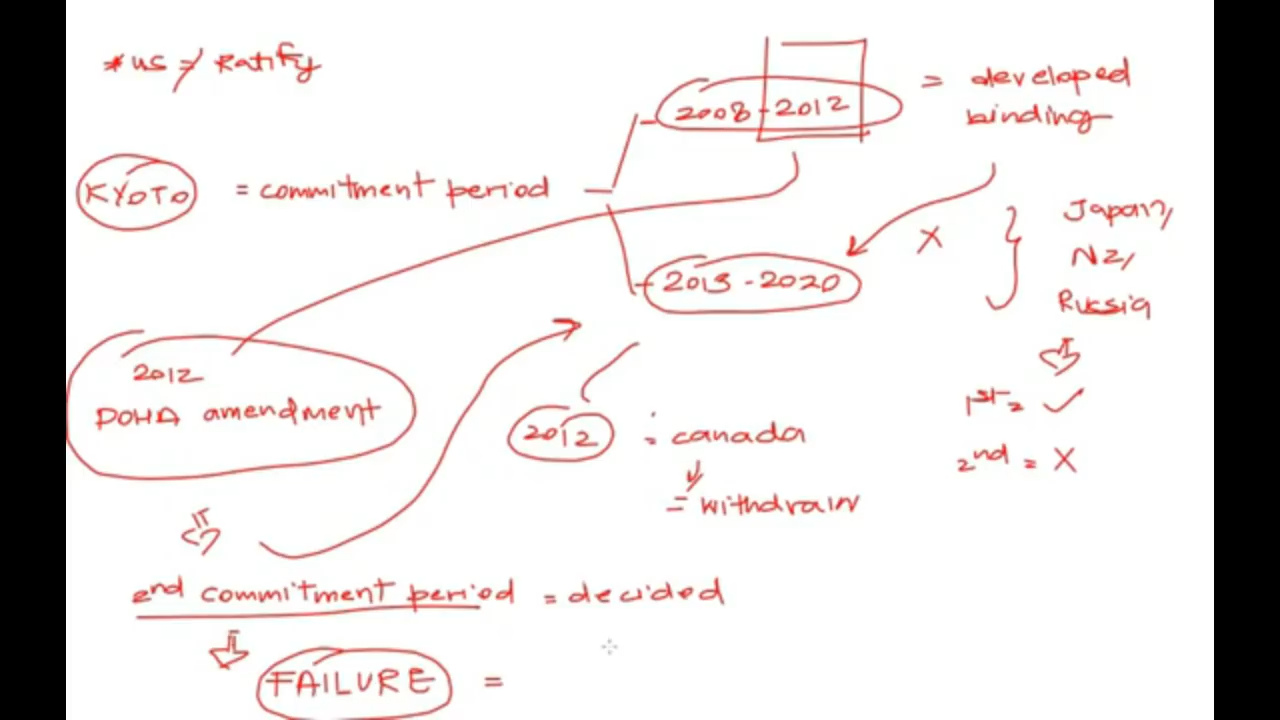 * US ≠ Ratify
2008 - 2012 = developed
binding
KYOTO = commitment period
Japan,
NZ,
Russia
X
2013 - 2020
1st = ✓
2nd = X
2012
DOHA amendment
2012 : canada
= withdrawn
2nd commitment period = decided
FAILURE =